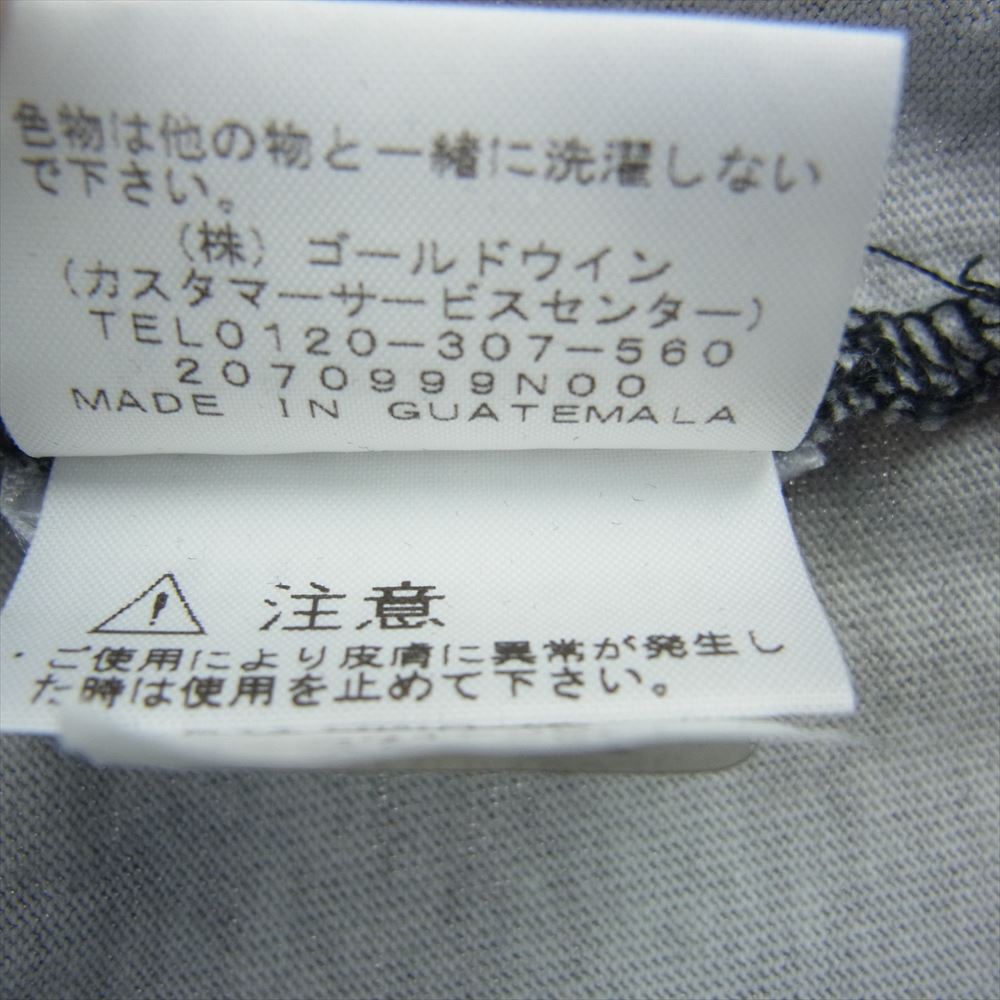 色物は他の物と一緒に洗濯しない
で下さい。
(株) ゴールドウイン
(カスタマーサービスセンター)
TEL0120-307-560
2070999N00
MADE IN GUATEMALA
注意
・ご使用により皮膚に異常が発生し
た時は使用を止めて下さい。